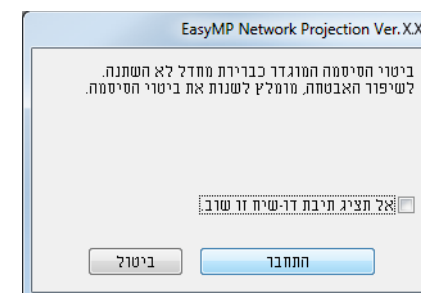 EasyMP Network Projection Ver.X.X
ביטוי הסיסמה המוגדר כברירת מחדל לא השתנה.
לשיפור האבטחה, מומלץ לשנות את ביטוי הסיסמה.
אל תציג תיבת דו-שיח זו שוב.
התחבר
ביטול